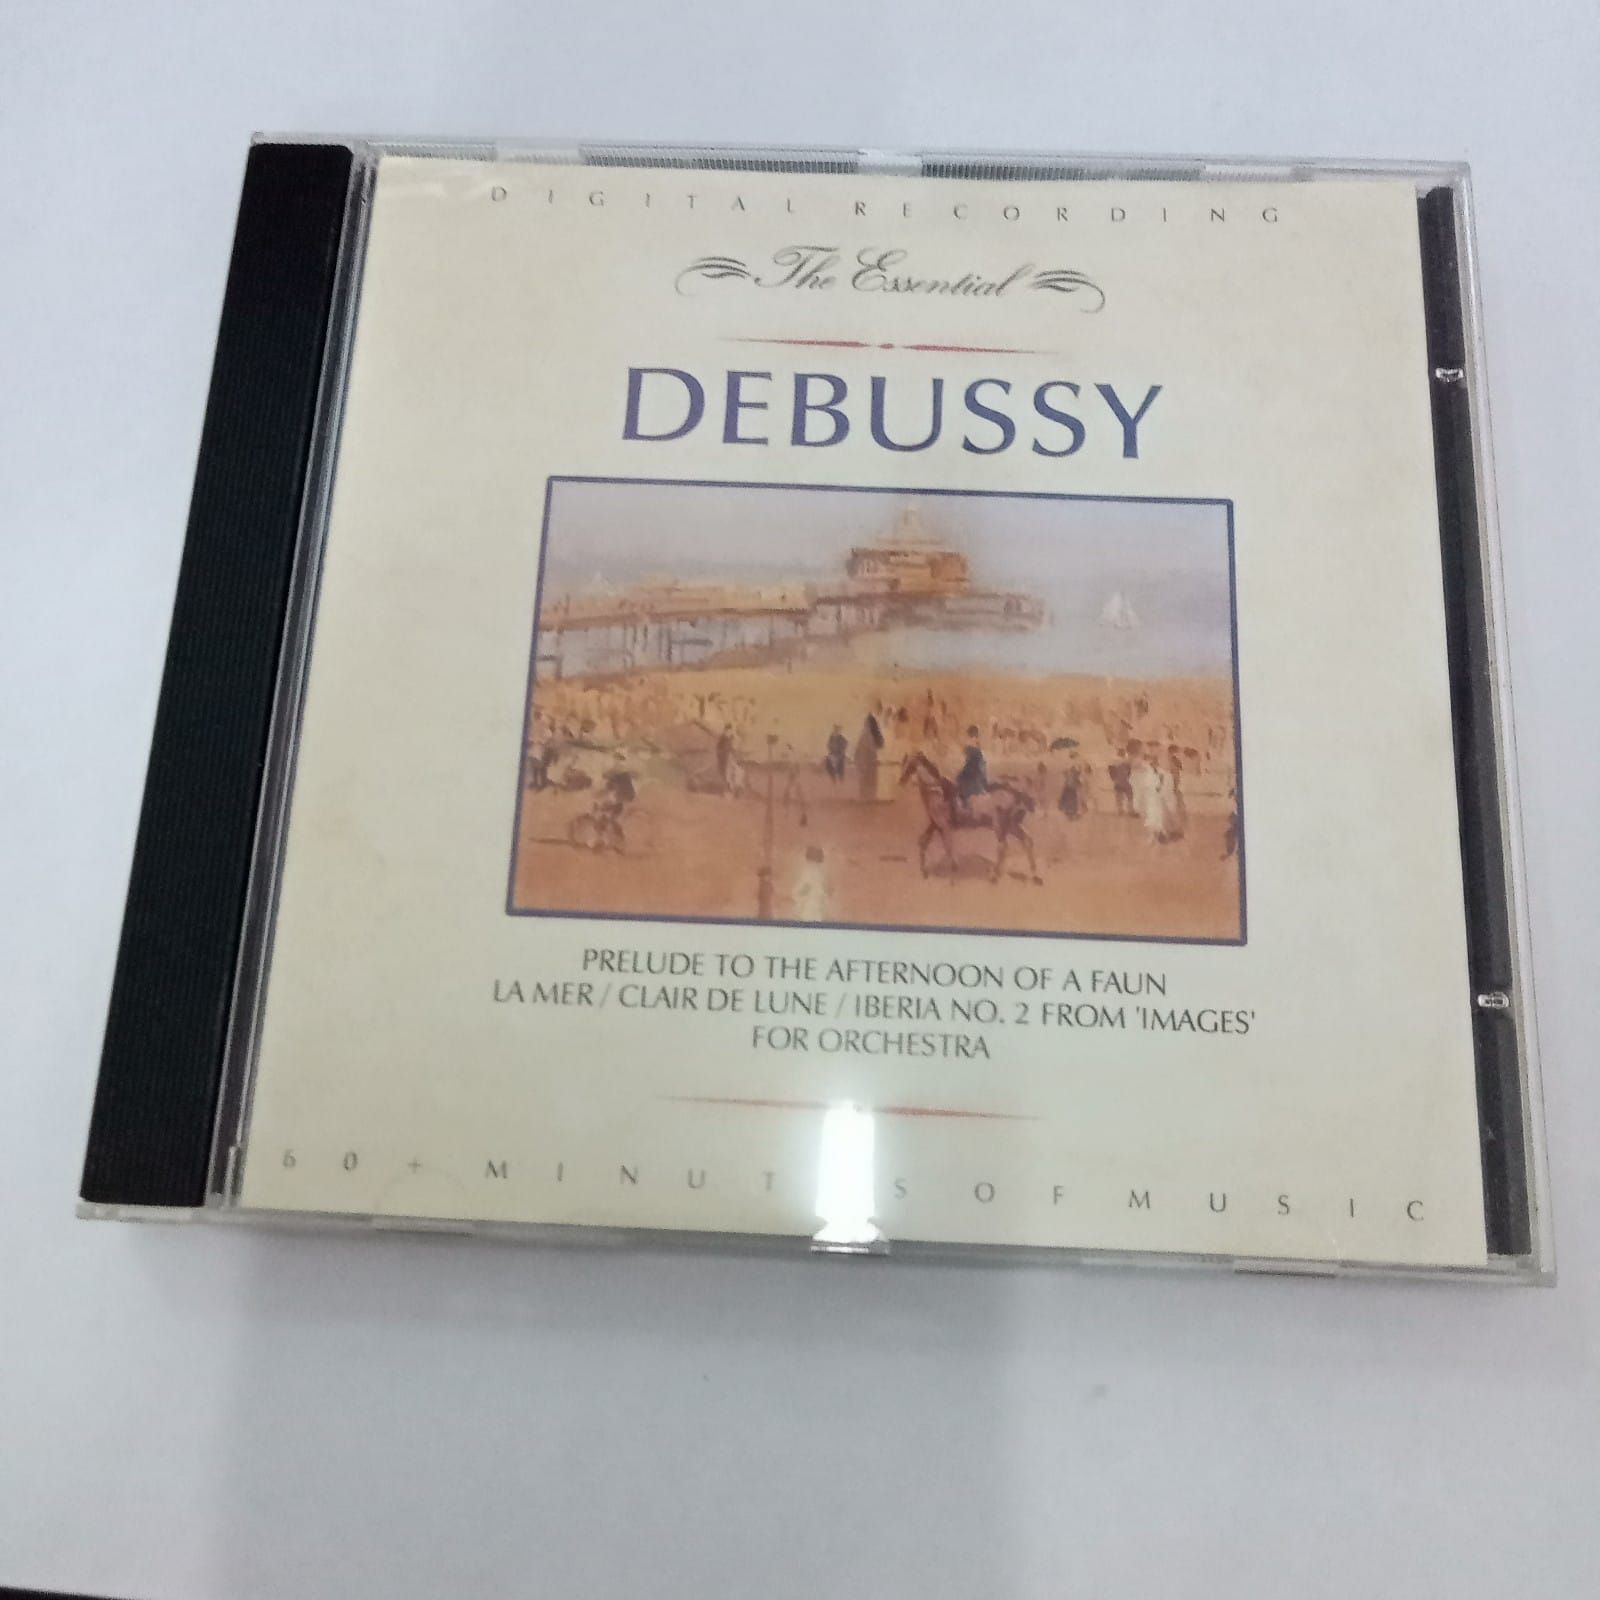 DIGITAL RECORDING
The Essential
DEBUSSY
PRELUDE TO THE AFTERNOON OF A FAUN
LA MER / CLAIR DE LUNE / IBERIA NO. 2 FROM 'IMAGES'
FOR ORCHESTRA
60+ MINUTES OF MUSIC